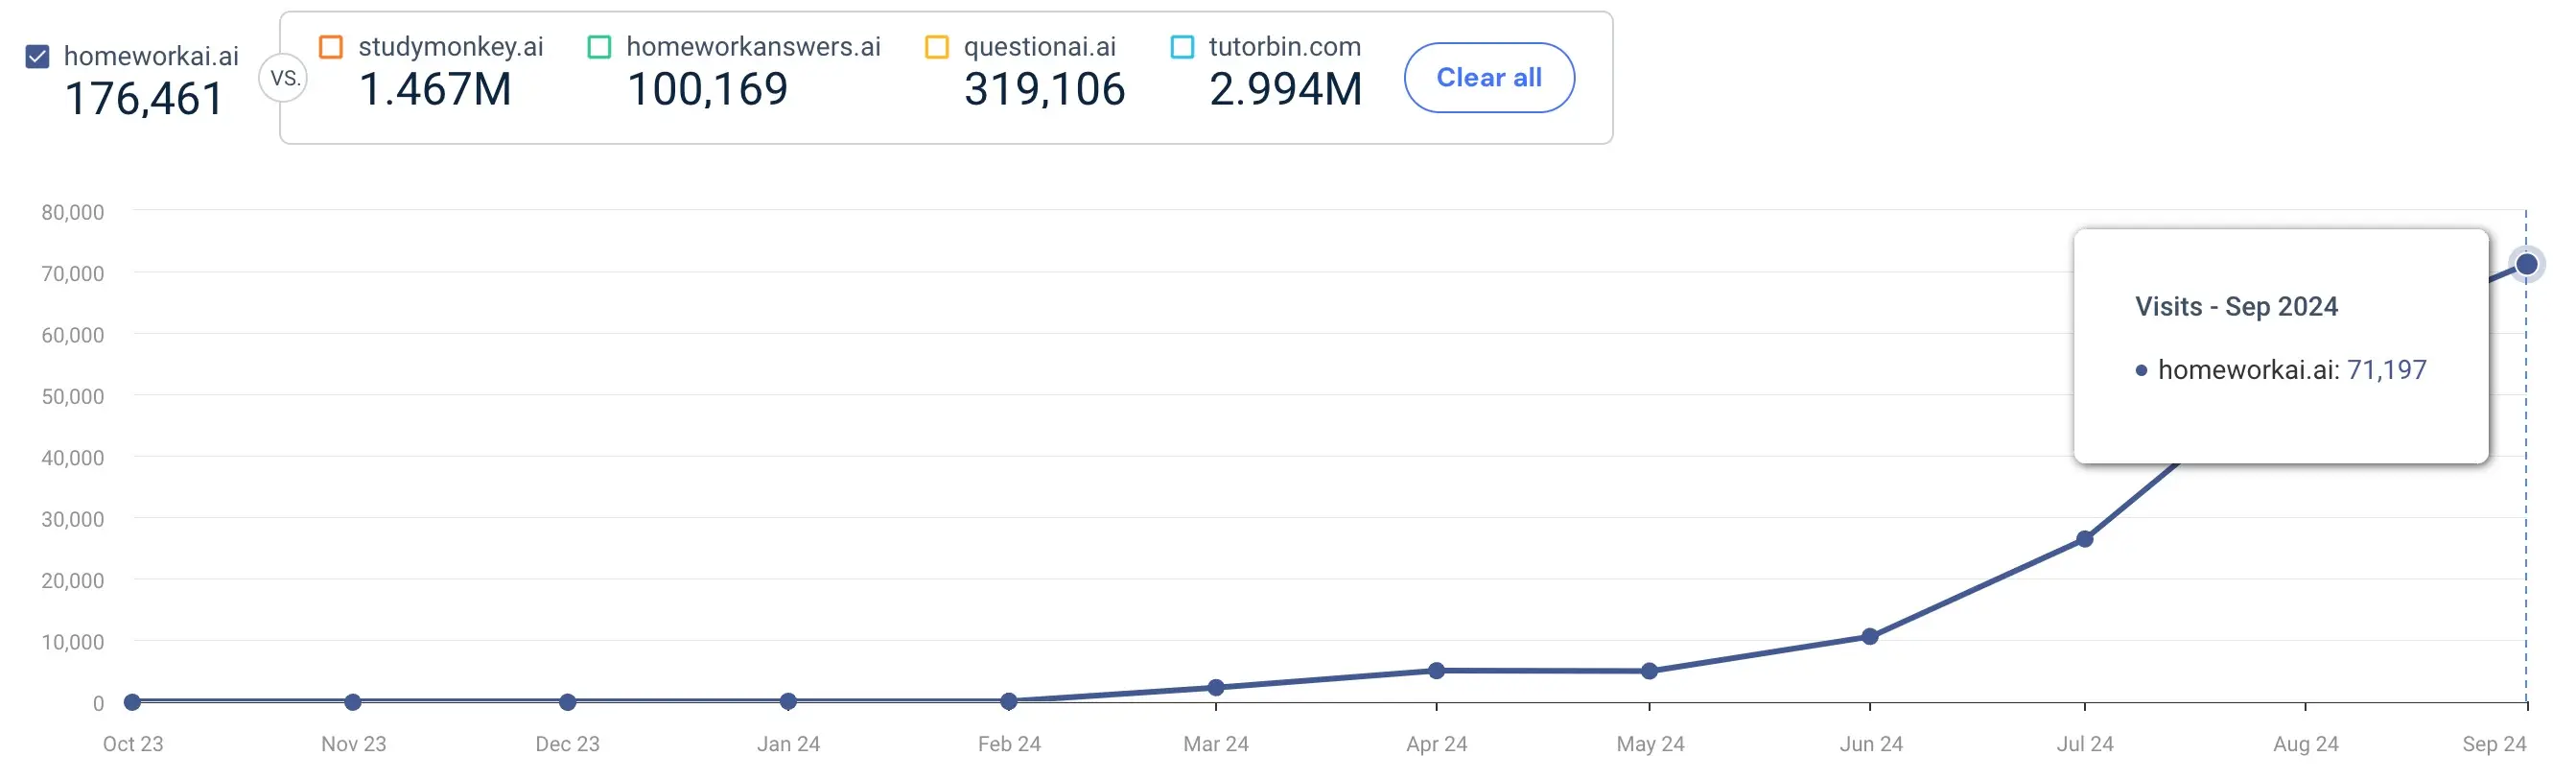 homeworkai.ai
176,461
VS.
studymonkey.ai
1.467M
homeworkanswers.ai
100,169
questionai.ai
319,106
tutorbin.com
2.994M
Clear all
80,000
70,000
60,000
50,000
40,000
30,000
20,000
10,000
0
Visits - Sep 2024
homeworkai.ai: 71,197
Oct 23 Nov 23 Dec 23 Jan 24 Feb 24 Mar 24 Apr 24 May 24 Jun 24 Jul 24 Aug 24 Sep 24